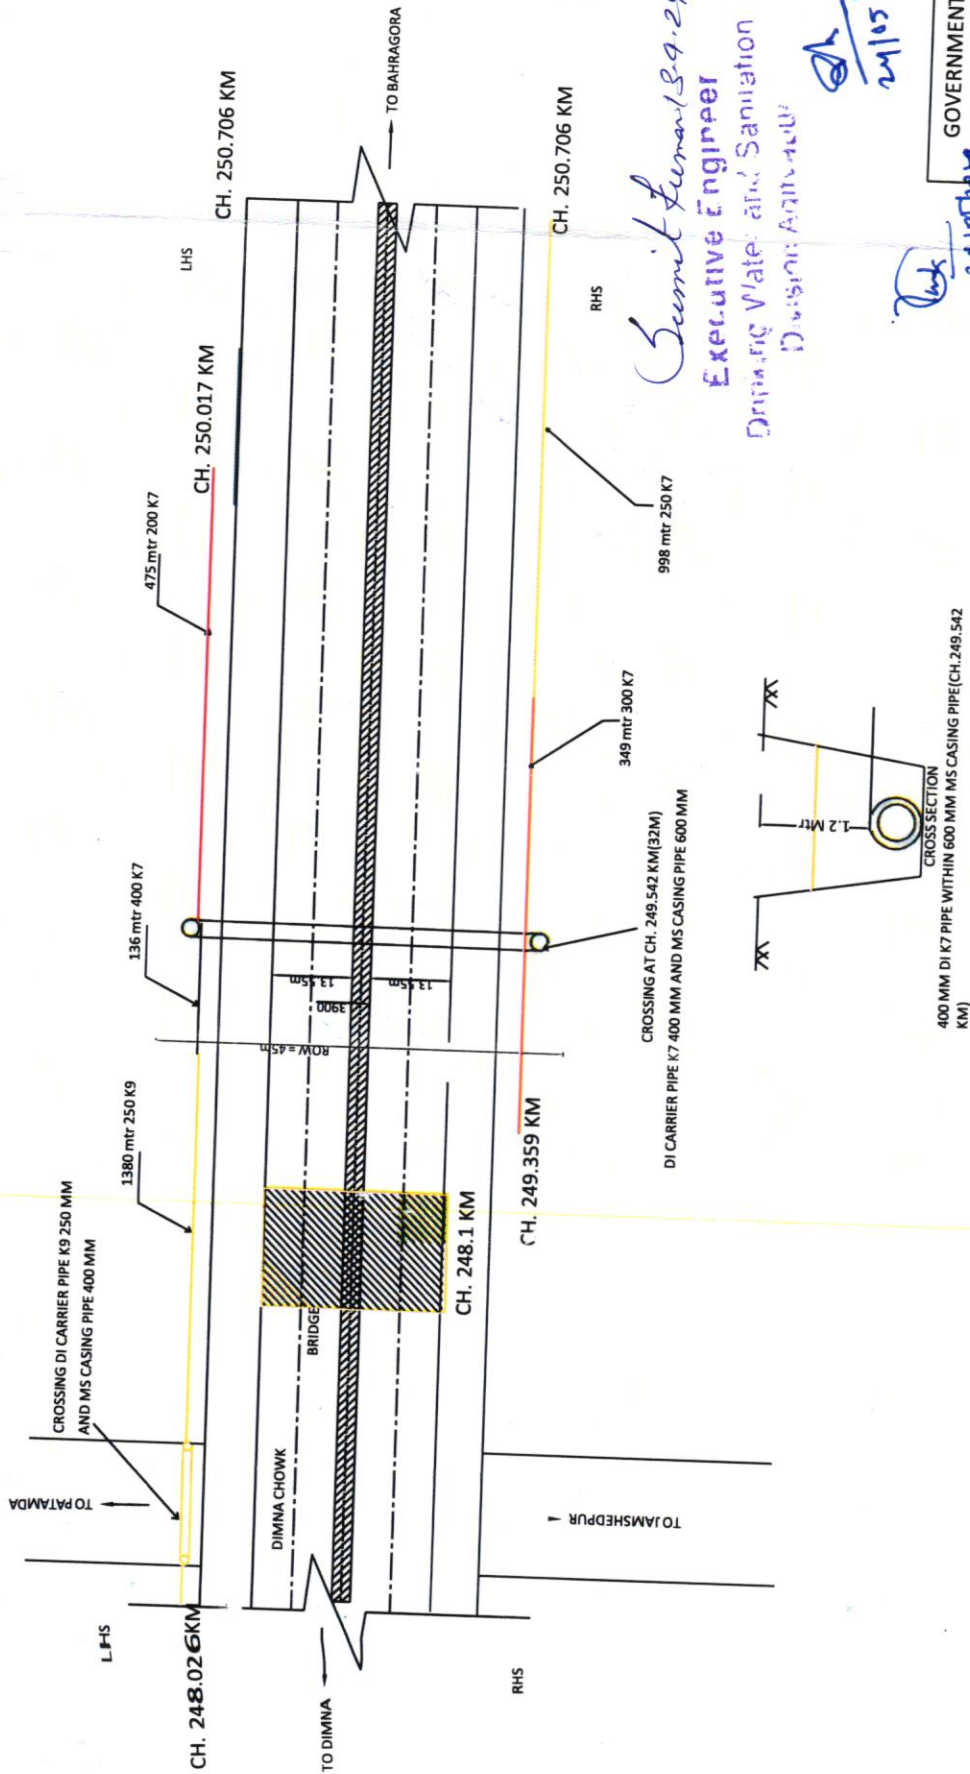 CH. 250.706 KM
TO BAHRAGORA
LHS
CH. 250.017 KM
475 mtr 200 K7
136 mtr 400 K7
1380 mtr 250 K9
CROSSING DI CARRIER PIPE K9 250 MM
AND MS CASING PIPE 400 MM
TO PATAMDA
LHS
CH. 248.026KM
DIMNA CHOWK
BRIDGE
ROW = 45m
3900
13.55m
13.55m
TO DIMNA
RHS
TO JAMSHEDPUR
CH. 248.1 KM
CH. 249.359 KM
CROSSING AT CH. 249.542 KM(32M)
DI CARRIER PIPE K7 400 MM AND MS CASING PIPE 600 MM
349 mtr 300 K7
998 mtr 250 K7
RHS
CH. 250.706 KM
1.2 Mtr
CROSS SECTION
400 MM DI K7 PIPE WITHIN 600 MM MS CASING PIPE(CH.249.542
KM)
Sumit Kumar
Executive Engineer
Drinking Water and Sanitation
Division
24/05
GOVERNMENT